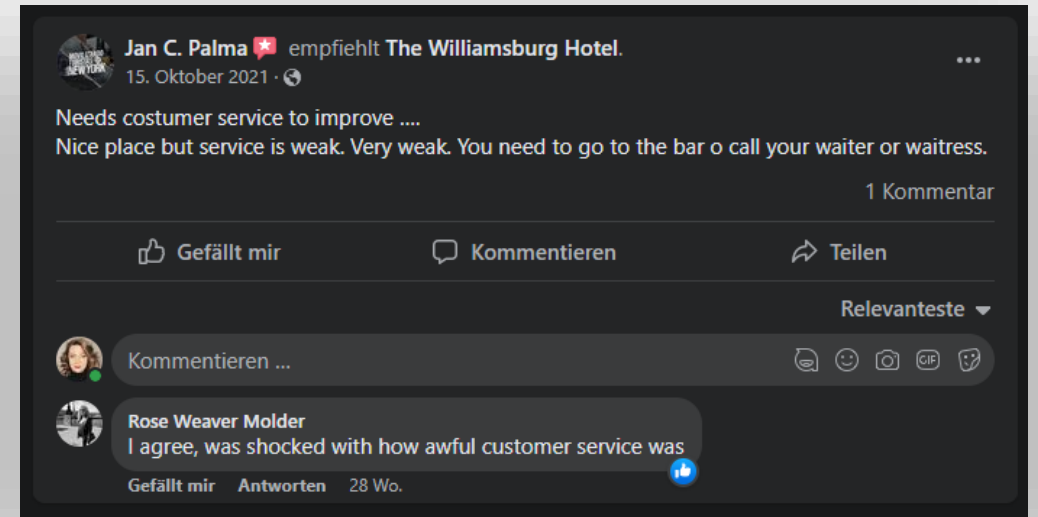 Jan C. Palma empfiehlt The Williamsburg Hotel.
15. Oktober 2021 ·
Needs costumer service to improve ....
Nice place but service is weak. Very weak. You need to go to the bar o call your waiter or waitress.
1 Kommentar
Gefällt mir Kommentieren Teilen
Relevanteste
Kommentieren ...
GIF
Rose Weaver Molder
I agree, was shocked with how awful customer service was
Gefällt mir Antworten 28 Wo.